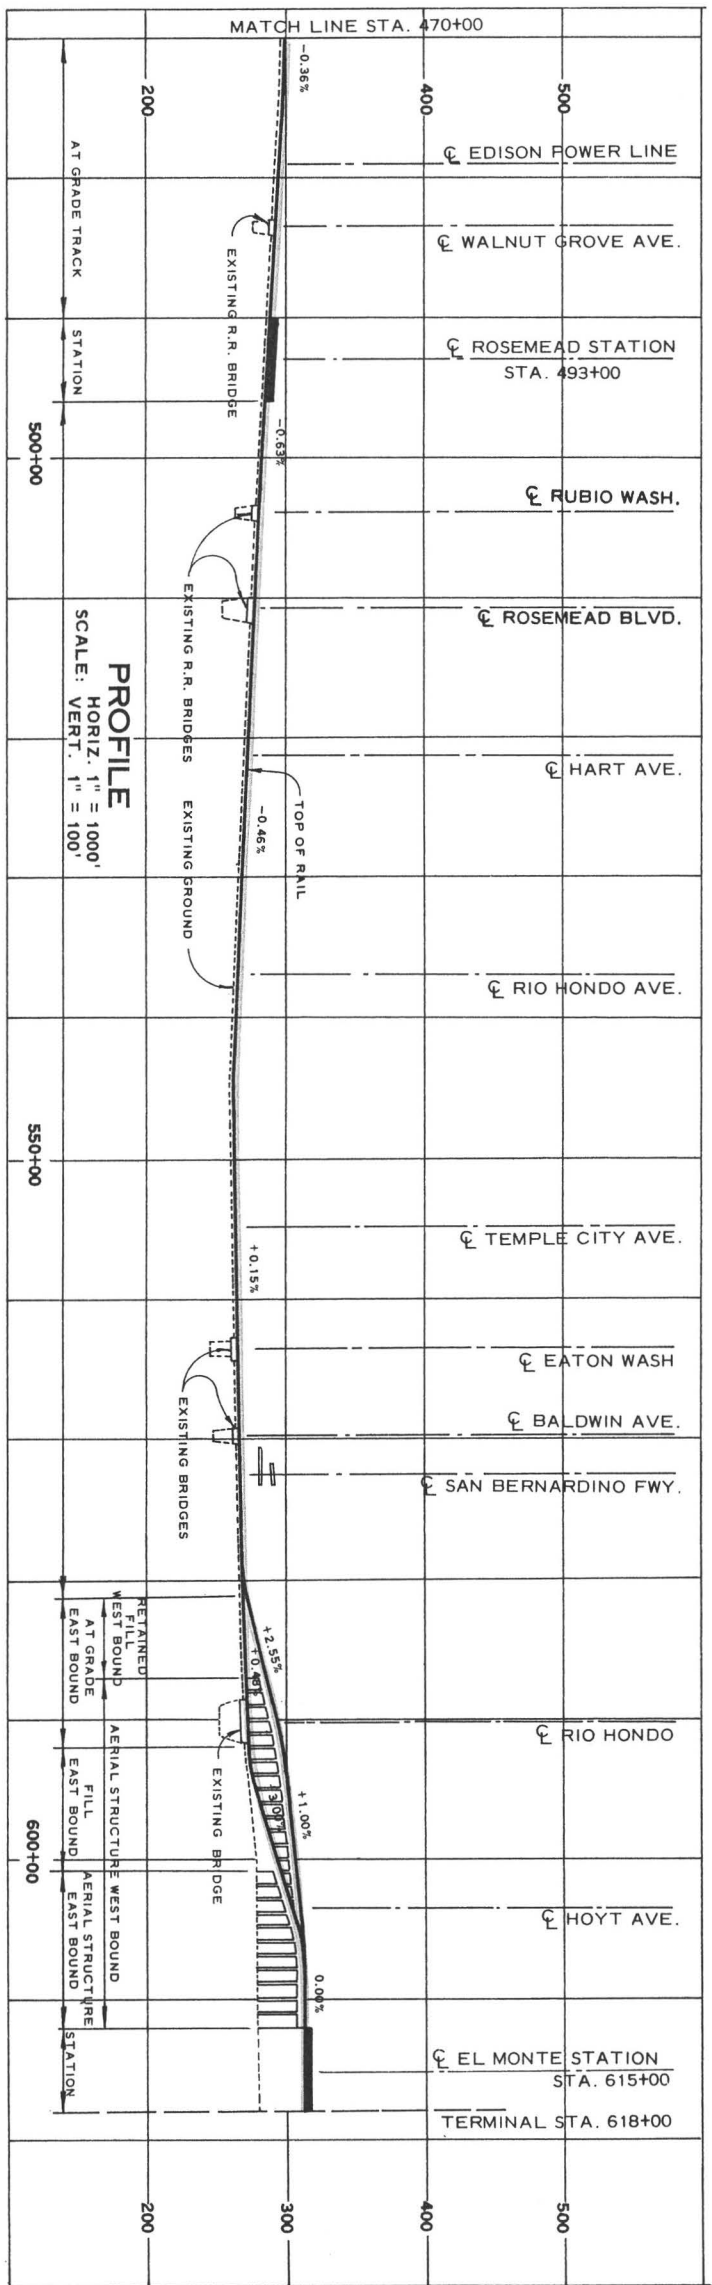 MATCH LINE STA. 470+00
200
400
500
-0.36%
℄ EDISON POWER LINE
℄ WALNUT GROVE AVE.
AT GRADE TRACK
EXISTING R.R. BRIDGE
STATION
℄ ROSEMEAD STATION
STA. 493+00
500+00
-0.63%
℄ RUBIO WASH.
EXISTING R.R. BRIDGES
℄ ROSEMEAD BLVD.
PROFILE
SCALE: HORIZ. 1" = 1000'
VERT. 1" = 100'
℄ HART AVE.
TOP OF RAIL
-0.46%
EXISTING GROUND
℄ RIO HONDO AVE.
550+00
℄ TEMPLE CITY AVE.
+0.15%
℄ EATON WASH
EXISTING BRIDGES
℄ BALDWIN AVE.
℄ SAN BERNARDINO FWY.
RETAINED
FILL
WEST BOUND
AT GRADE
EAST BOUND
+2.55%
℄ RIO HONDO
EXISTING BRIDGE
AERIAL STRUCTURE WEST BOUND
FILL
EAST BOUND
3.00%
+1.00%
600+00
℄ HOYT AVE.
AERIAL STRUCTURE
EAST BOUND
0.00%
STATION
℄ EL MONTE STATION
STA. 615+00
TERMINAL STA. 618+00
200
300
400
500